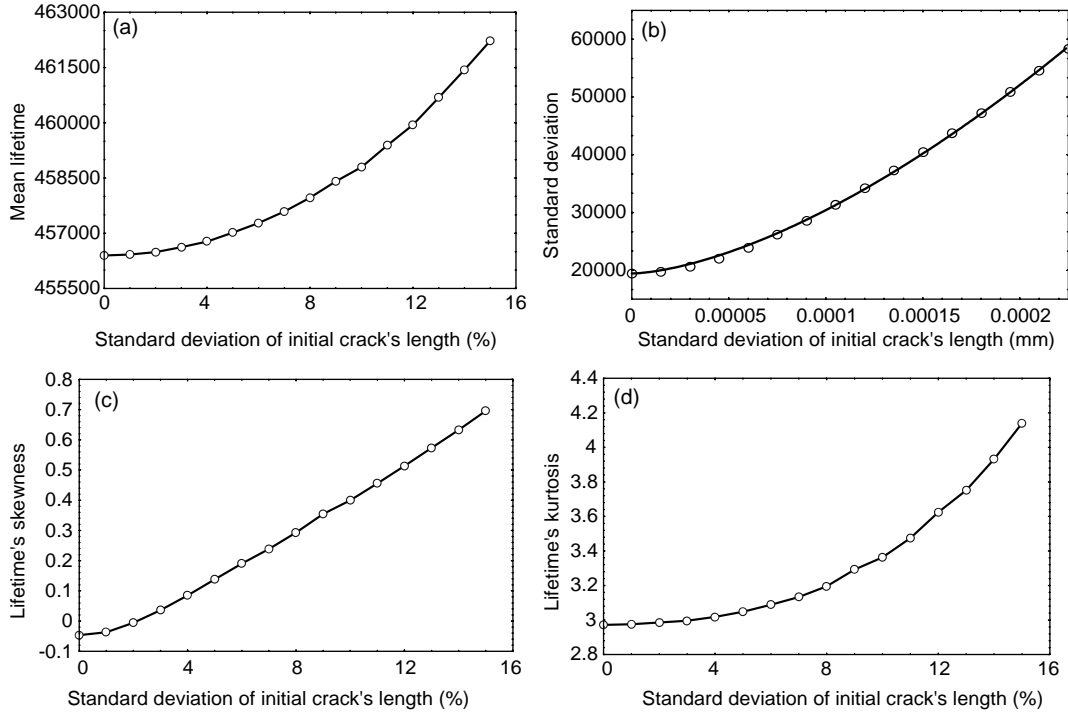 (a)
463000
461500
460000
458500
457000
455500
Mean lifetime
0 4 8 12 16
Standard deviation of initial crack's length (%)
(b)
60000
50000
40000
30000
20000
Standard deviation
0 0.00005 0.0001 0.00015 0.0002
Standard deviation of initial crack's length (mm)
(c)
0.8
0.7
0.6
0.5
0.4
0.3
0.2
0.1
0
-0.1
Lifetime's skewness
0 4 8 12 16
Standard deviation of initial crack's length (%)
(d)
4.4
4.2
4
3.8
3.6
3.4
3.2
3
2.8
Lifetime's kurtosis
0 4 8 12 16
Standard deviation of initial crack's length (%)